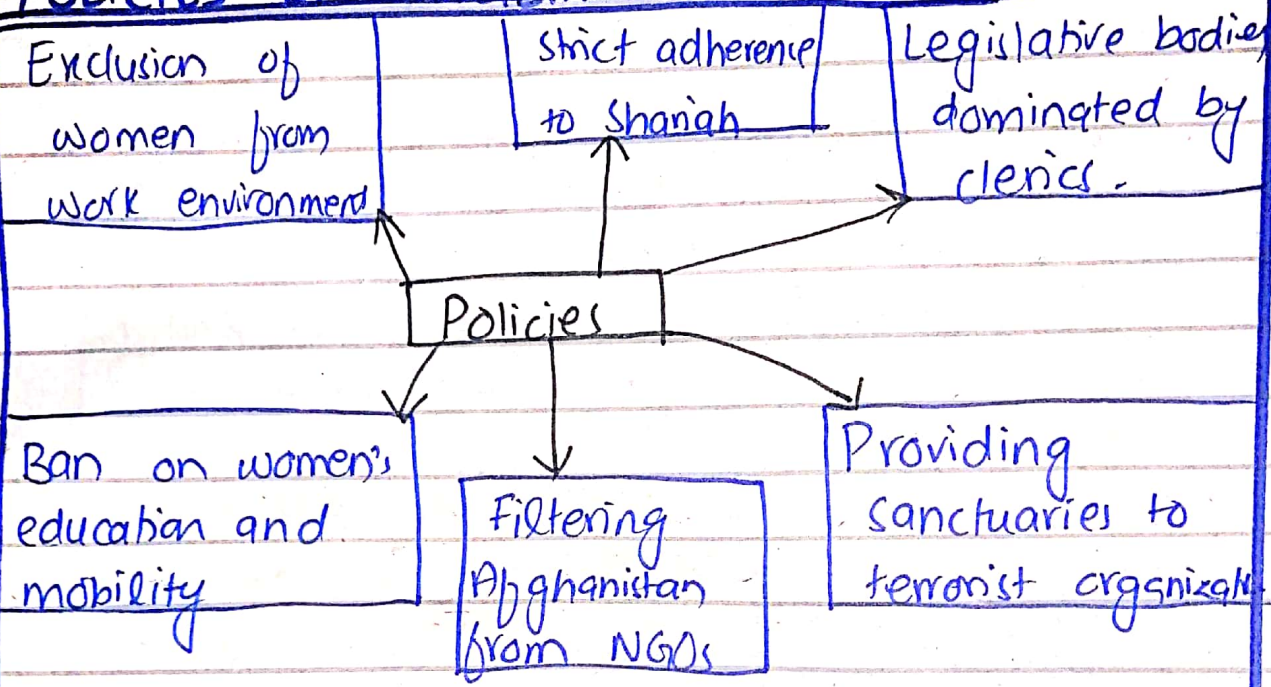 Exclusion of
women from
work environment
Strict adherence
to Shariah
Legislative bodies
dominated by
clerics.
Policies
Ban on women's
education and
mobility
Filtering
Afghanistan
from NGOs
Providing
sanctuaries to
terrorist